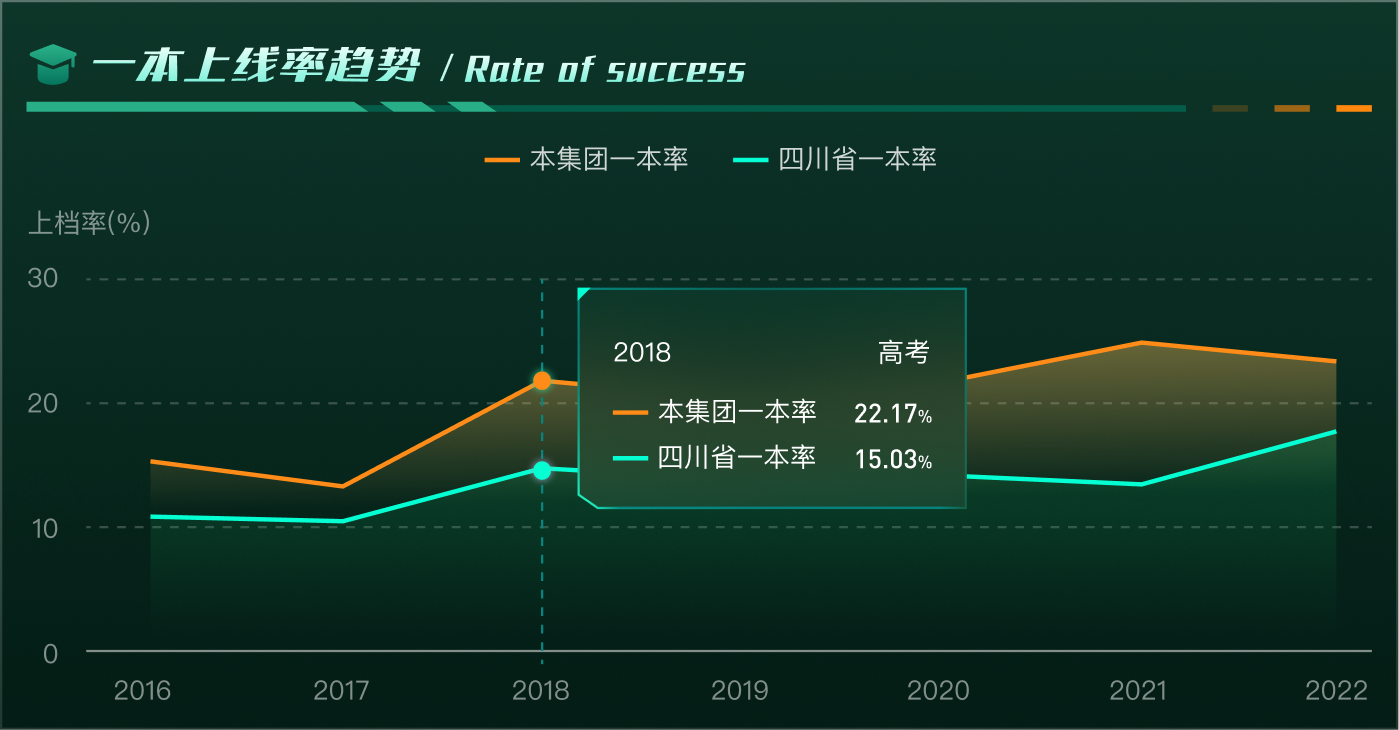 一本上线率趋势 / Rate of success
本集团一本率 四川省一本率
上档率(%)
30
20
10
0
2018 高考
本集团一本率 22.17%
四川省一本率 15.03%
2016 2017 2018 2019 2020 2021 2022